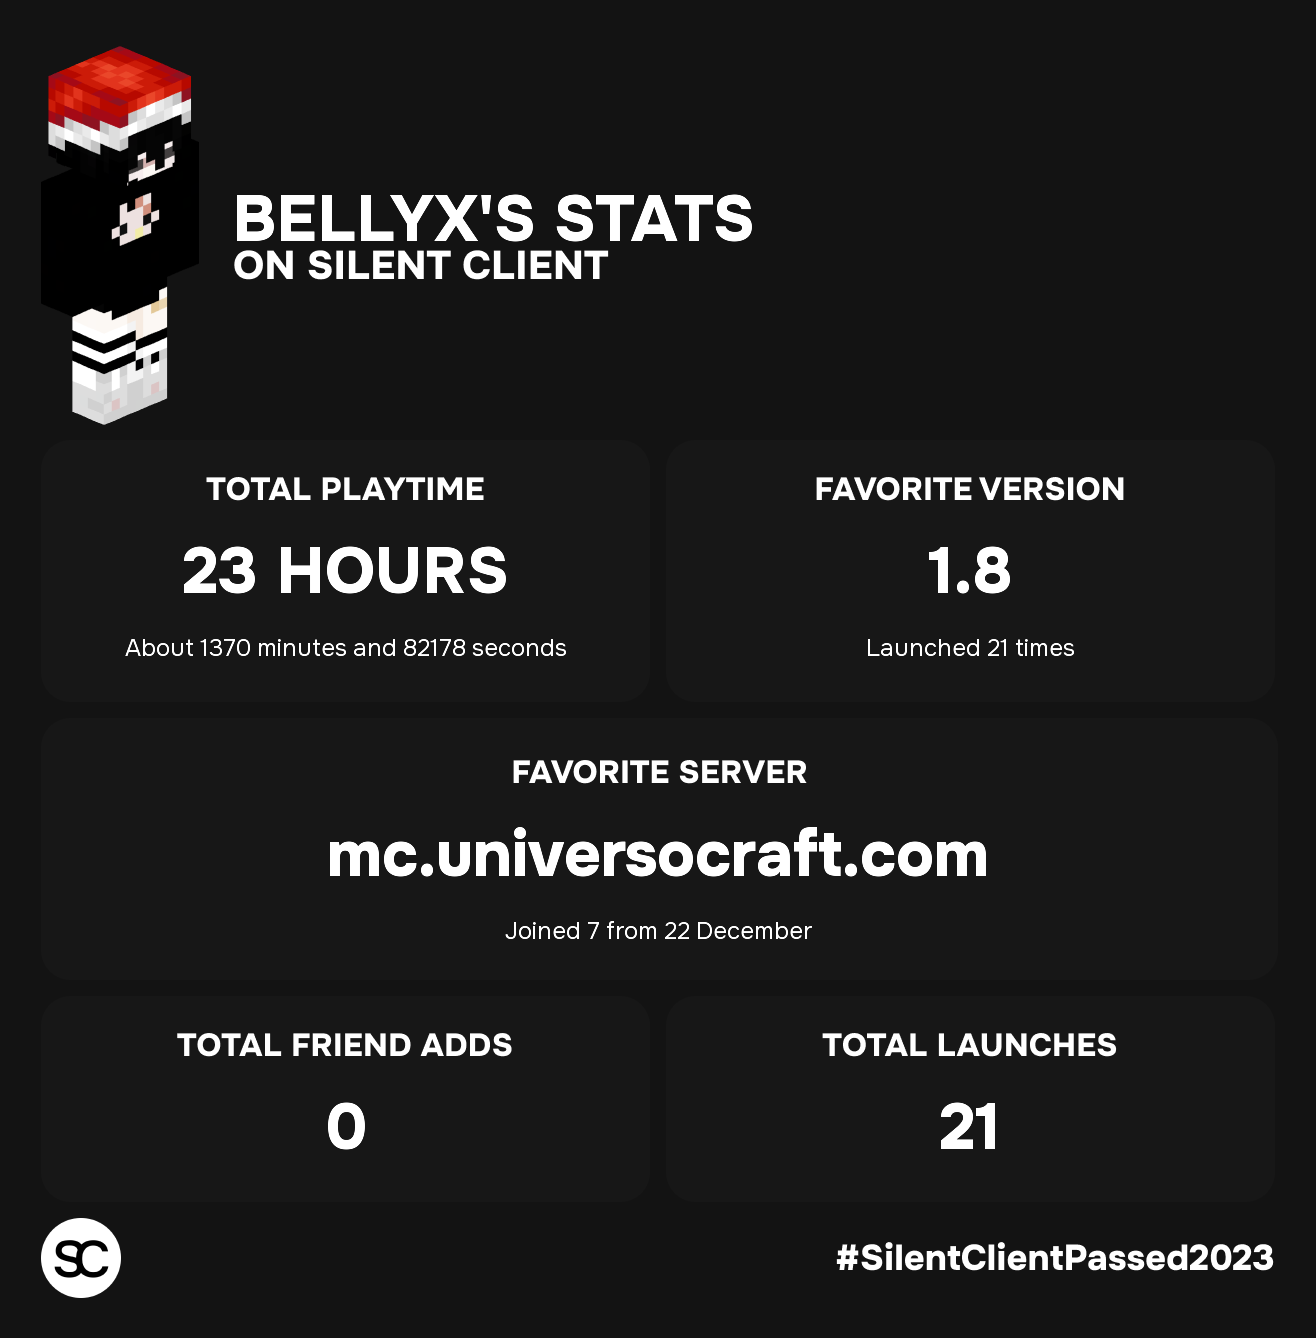 BELLYX'S STATS
ON SILENT CLIENT
TOTAL PLAYTIME
23 HOURS
About 1370 minutes and 82178 seconds
FAVORITE VERSION
1.8
Launched 21 times
FAVORITE SERVER
mc.universocraft.com
Joined 7 from 22 December
TOTAL FRIEND ADDS
0
TOTAL LAUNCHES
21
SC
#SilentClientPassed2023